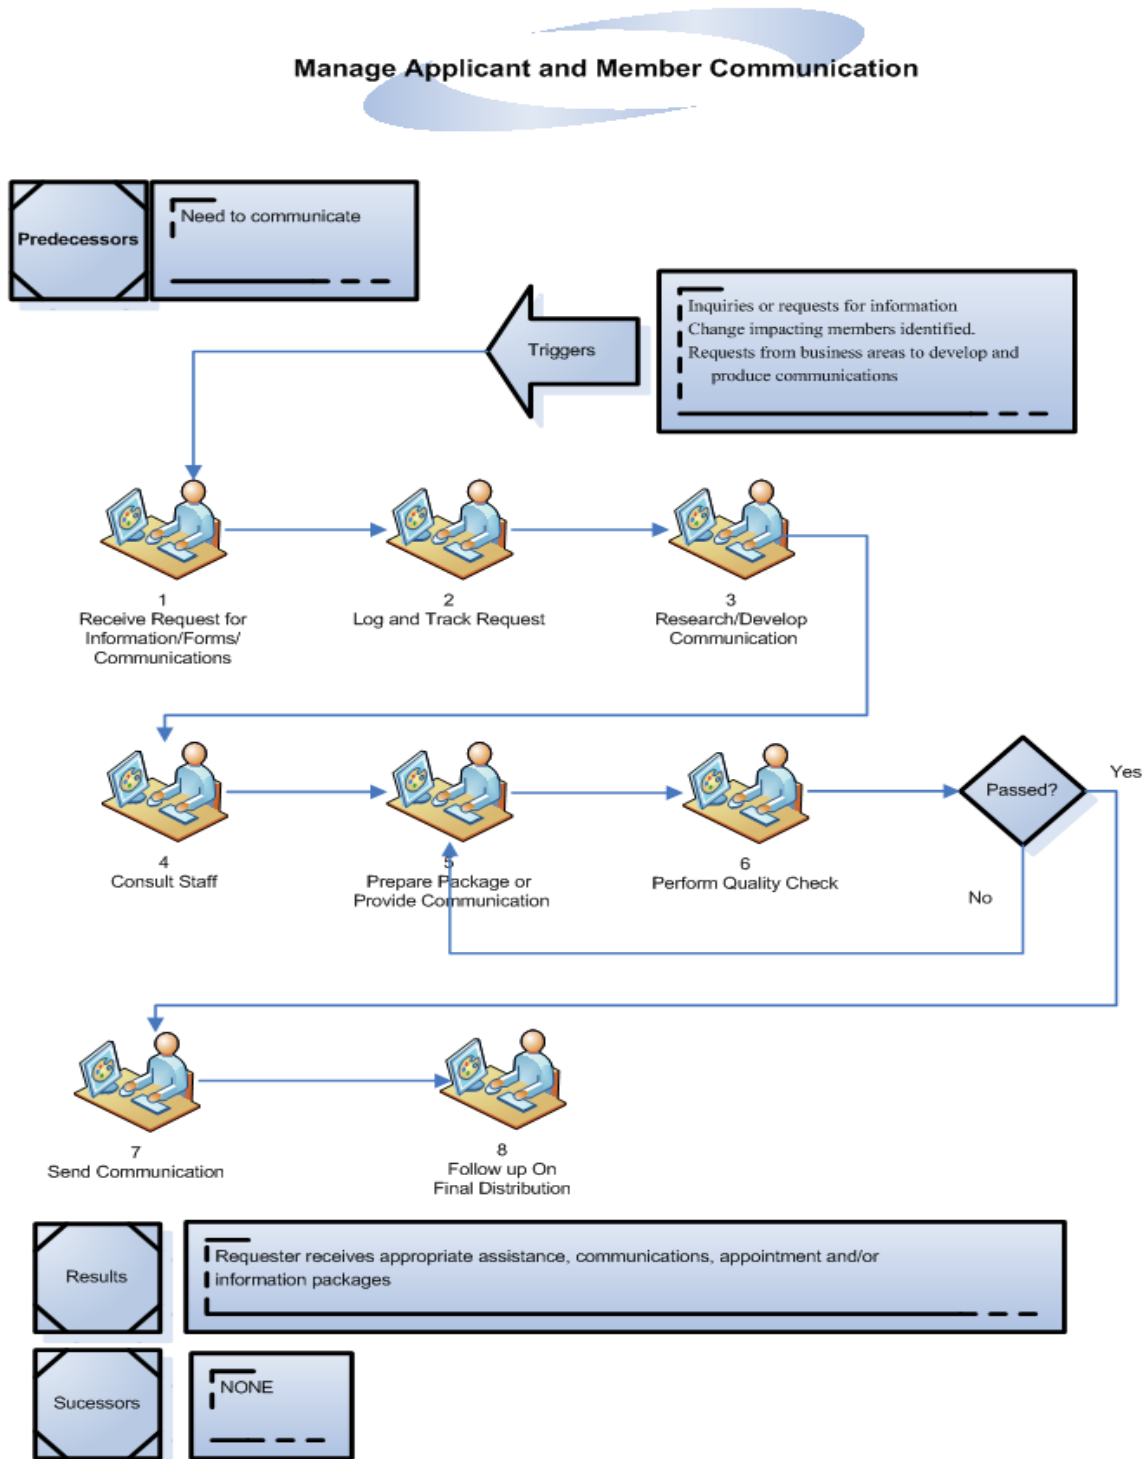 Manage Applicant and Member Communication
Predecessors
Need to communicate
Inquiries or requests for information
Change impacting members identified.
Requests from business areas to develop and
produce communications
Triggers
1
Receive Request for
Information/Forms/
Communications
2
Log and Track Request
3
Research/Develop
Communication
4
Consult Staff
5
Prepare Package or
Provide Communication
6
Perform Quality Check
Passed?
Yes
No
7
Send Communication
8
Follow up On
Final Distribution
Results
Requester receives appropriate assistance, communications, appointment and/or
information packages
Sucessors
NONE